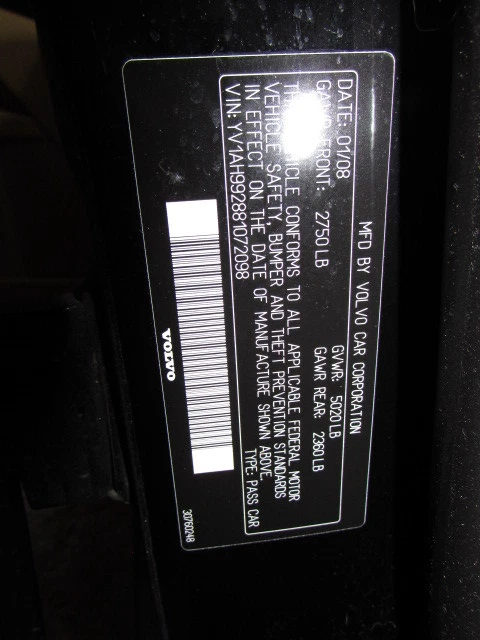 MFD BY VOLVO CAR CORPORATION
DATE: 01/08 GVWR: 5020 LB
GAWR FRONT: 2750 LB GAWR REAR: 2360 LB
VEHICLE CONFORMS TO ALL APPLICABLE FEDERAL MOTOR
VEHICLE SAFETY, BUMPER AND THEFT PREVENTION STANDARDS
IN EFFECT ON THE DATE OF MANUFACTURE SHOWN ABOVE.
VIN: YV1AH992881072098 TYPE: PASS CAR
VOLVO
30760248